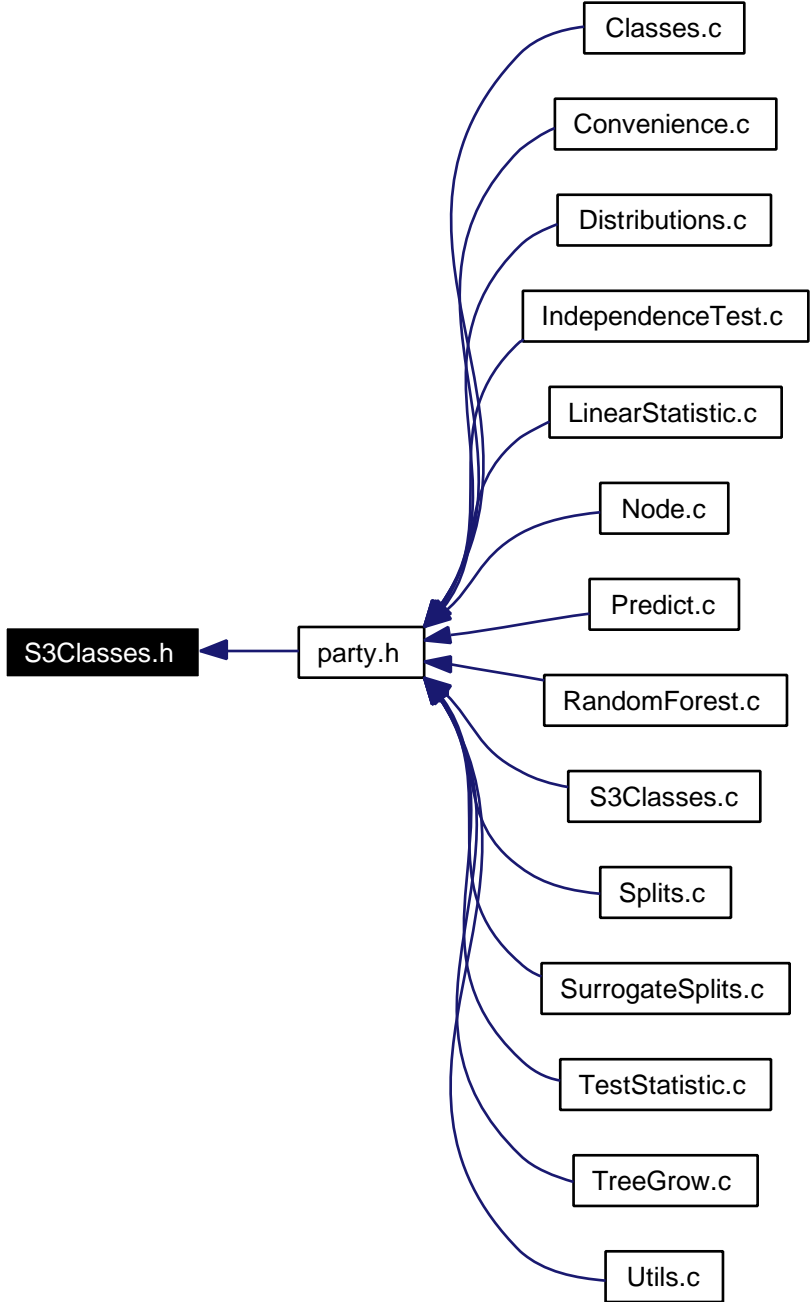 Classes.c
Convenience.c
Distributions.c
IndependenceTest.c
LinearStatistic.c
Node.c
Predict.c
S3Classes.h
party.h
RandomForest.c
S3Classes.c
Splits.c
SurrogateSplits.c
TestStatistic.c
TreeGrow.c
Utils.c